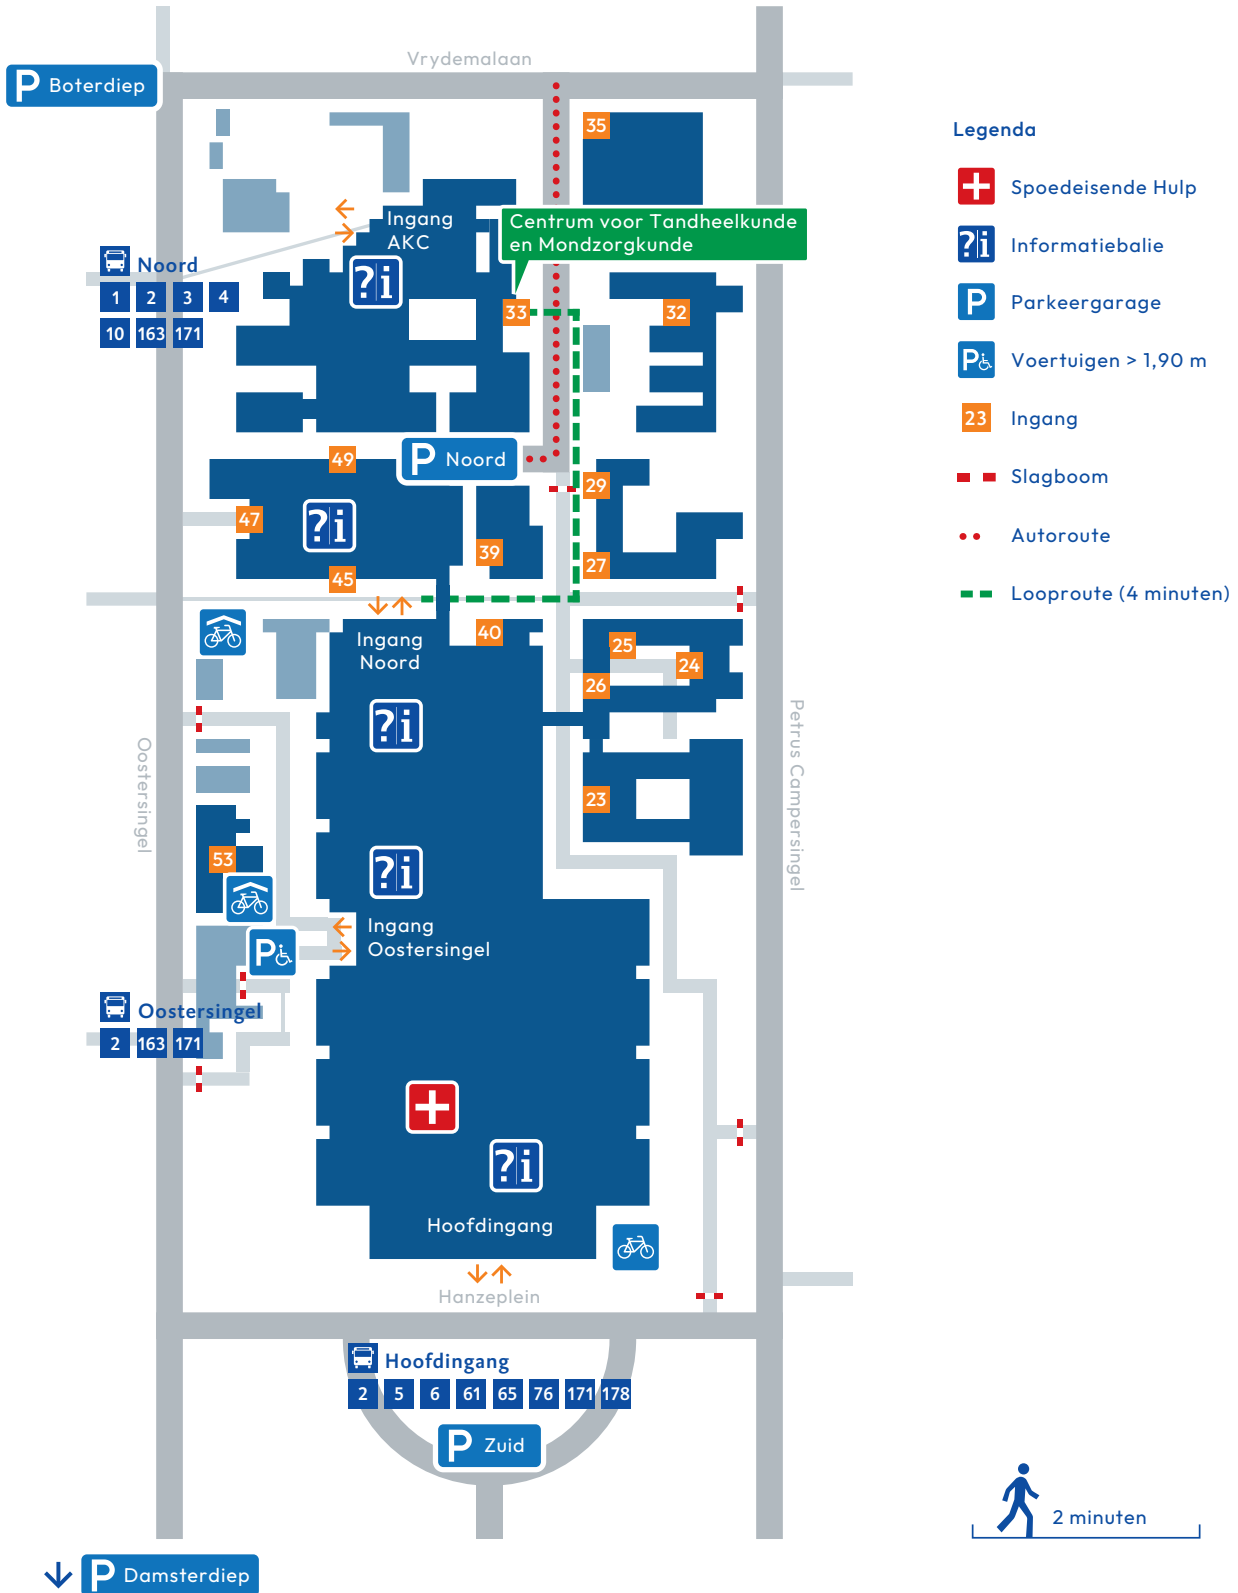 Vrydemalaan
P Boterdiep
35
Ingang
AKC
Centrum voor Tandheelkunde
en Mondzorgkunde
Noord
1 2 3 4
10 163 171
?i
33
32
49
P Noord
29
47
?i
39
27
45
40
Ingang
Noord
25
24
26
?i
Oostersingel
Petrus Campersingel
23
53
?i
Ingang
Oostersingel
P
Oostersingel
2 163 171
?i
Hoofdingang
Hanzeplein
Hoofdingang
2 5 6 61 65 76 171 178
P Zuid
P Damsterdiep
Legenda
Spoedeisende Hulp
?i Informatiebalie
P Parkeergarage
P Voertuigen > 1,90 m
23 Ingang
Slagboom
Autoroute
Looproute (4 minuten)
2 minuten